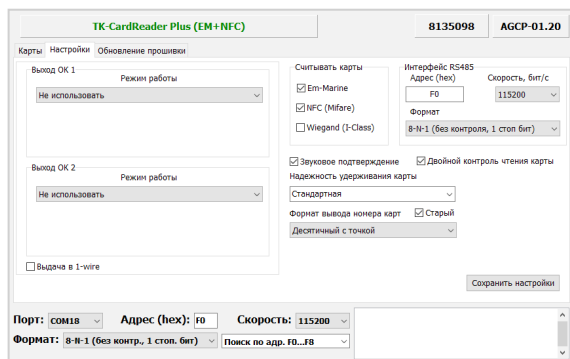 TK-CardReader Plus (EM+NFC) 8135098 AGCP-01.20
Карты Настройки Обновление прошивки
Выход ОК 1
Режим работы
Не использовать
Выход ОК 2
Режим работы
Не использовать
Выдача в 1-wire
Считывать карты
Em-Marine
NFC (Mifare)
Wiegand (I-Class)
Интерфейс RS485
Адрес (hex) Скорость, бит/с
F0 115200
Формат
8-N-1 (без контроля, 1 стоп бит)
Звуковое подтверждение Двойной контроль чтения карты
Надежность удерживания карты
Стандартная
Формат вывода номера карт Старый
Десятичный с точкой
Сохранить настройки
Порт: COM18 Адрес (hex): F0 Скорость: 115200
Формат: 8-N-1 (без контр., 1 стоп. бит) Поиск по адр. F0...F8